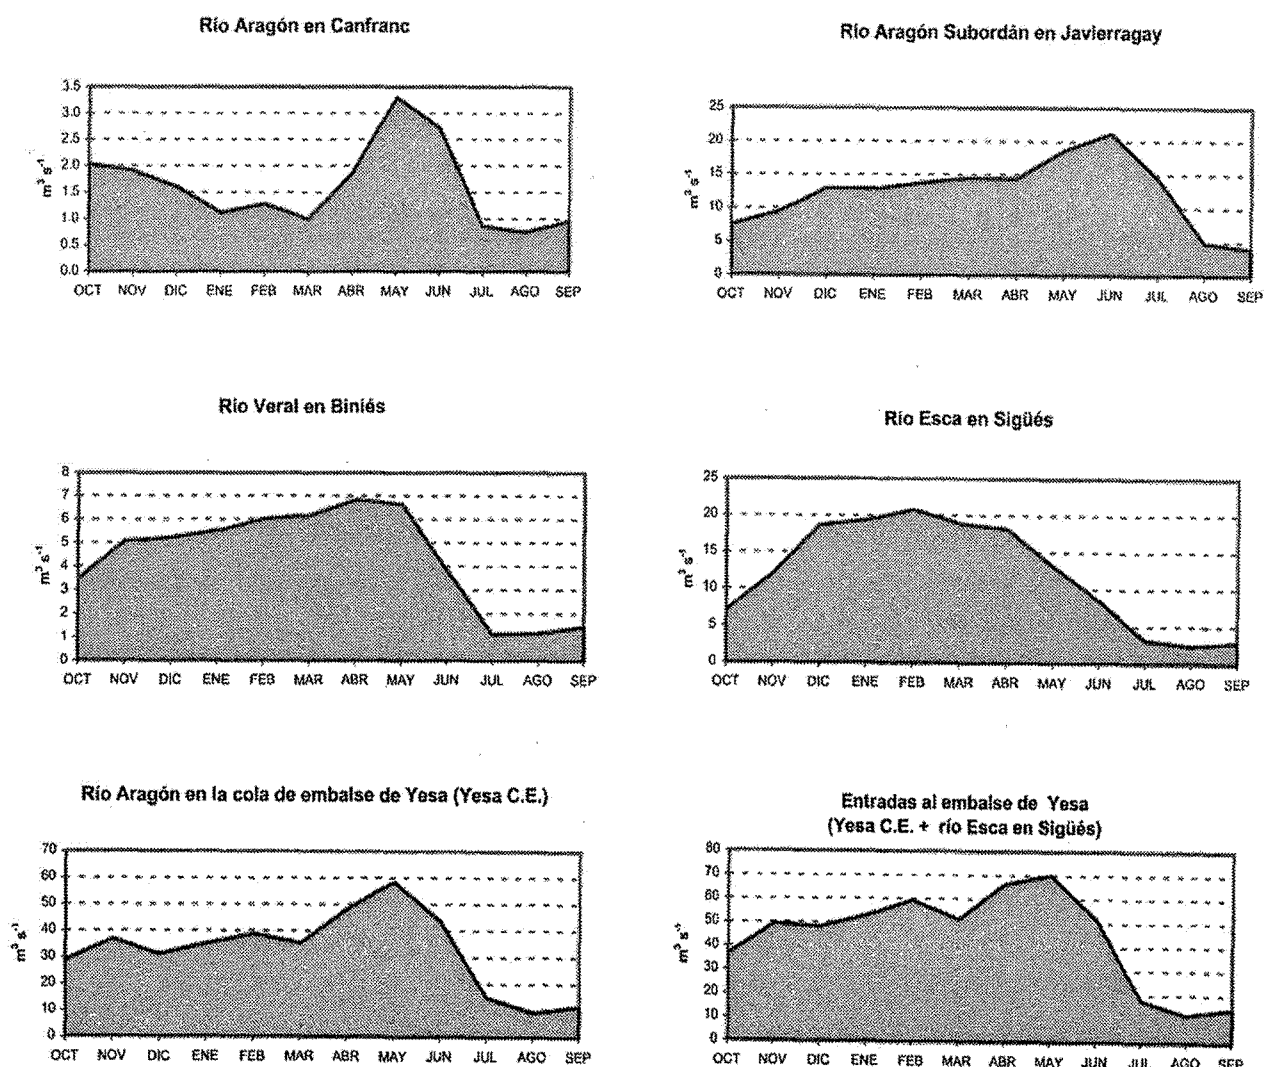 Río Aragón en Canfranc
3.5
3.0
2.5
2.0
1.5
1.0
0.5
0.0
m³ s⁻¹
OCT NOV DIC ENE FEB MAR ABR MAY JUN JUL AGO SEP
Río Aragón Subordán en Javierragay
25
20
15
10
5
0
m³ s⁻¹
OCT NOV DIC ENE FEB MAR ABR MAY JUN JUL AGO SEP
Río Veral en Biniés
8
7
6
5
4
3
2
1
0
m³ s⁻¹
OCT NOV DIC ENE FEB MAR ABR MAY JUN JUL AGO SEP
Río Esca en Sigüés
25
20
15
10
5
0
m³ s⁻¹
OCT NOV DIC ENE FEB MAR ABR MAY JUN JUL AGO SEP
Río Aragón en la cola de embalse de Yesa (Yesa C.E.)
70
60
50
40
30
20
10
0
m³ s⁻¹
OCT NOV DIC ENE FEB MAR ABR MAY JUN JUL AGO SEP
Entradas al embalse de Yesa
(Yesa C.E. + río Esca en Sigüés)
80
70
60
50
40
30
20
10
0
m³ s⁻¹
OCT NOV DIC ENE FEB MAR ABR MAY JUN JUL AGO SEP